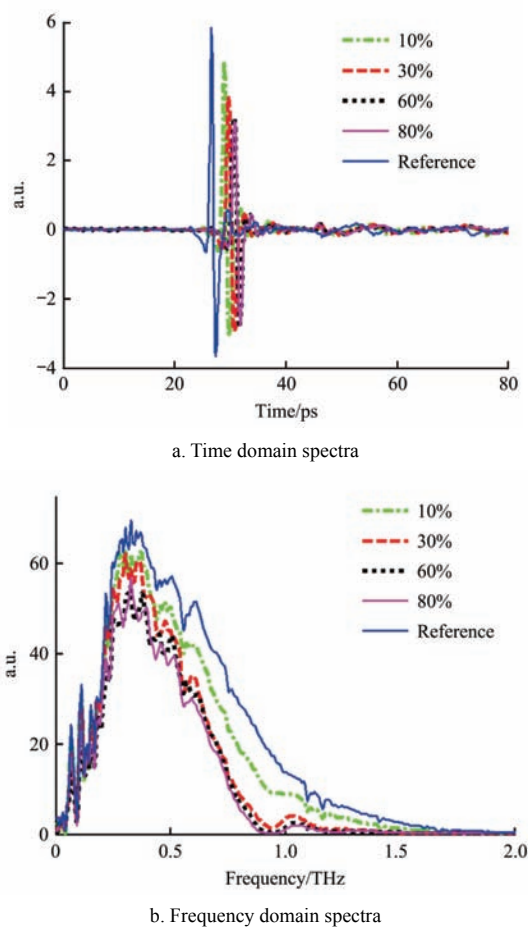 6
10%
30%
4
60%
80%
2
Reference
a.u.
0
−2
−4
0 20 40 60 80
Time/ps
a. Time domain spectra
10%
60
30%
60%
80%
40
Reference
a.u.
20
0
0 0.5 1.0 1.5 2.0
Frequency/THz
b. Frequency domain spectra